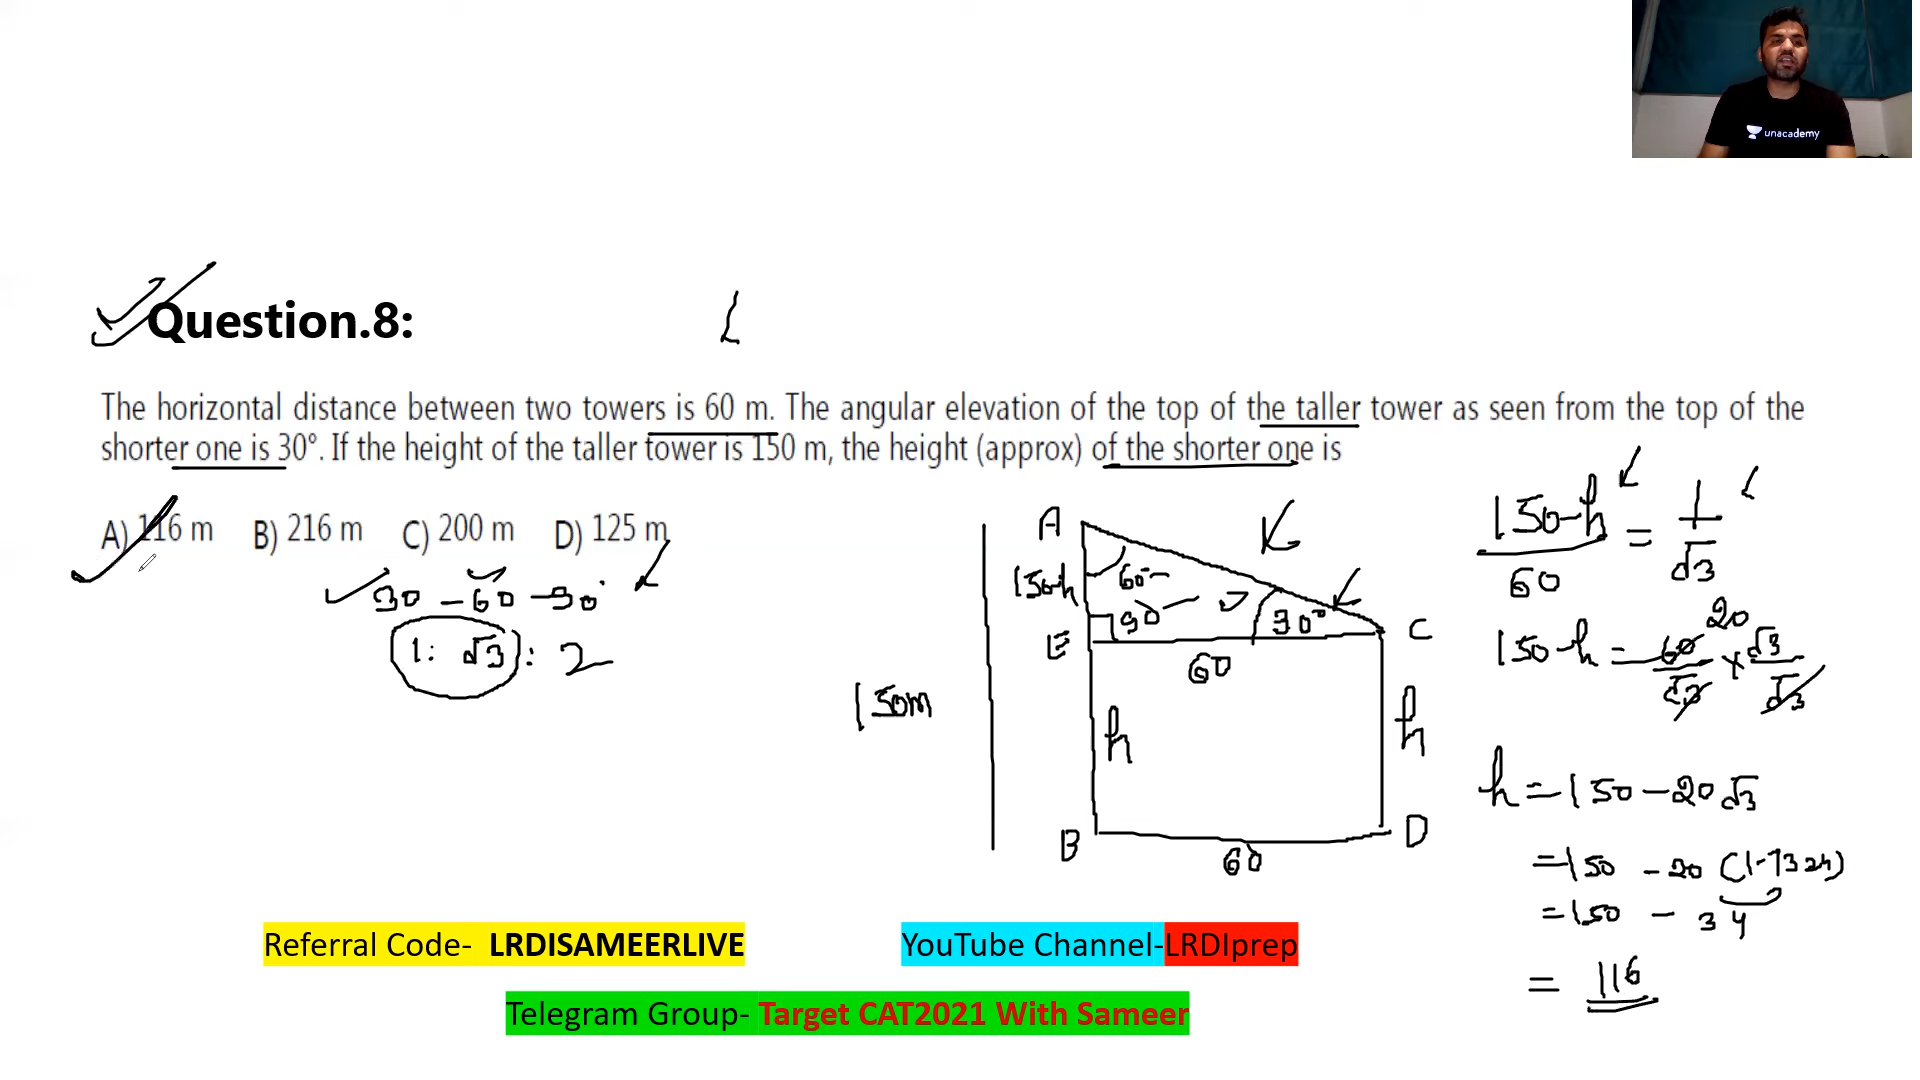 unacademy
Question.8:
The horizontal distance between two towers is 60 m. The angular elevation of the top of the taller tower as seen from the top of the
shorter one is 30°. If the height of the taller tower is 150 m, the height (approx) of the shorter one is
A) 116 m B) 216 m C) 200 m D) 125 m
30 - 60 - 90°
1 : √3 : 2
150m
A
150-h
60
90
30°
E
C
60
h
h
B
D
60
150-h / 60 = 1 / √3
20
150-h = 60/√3 × √3/√3
h = 150 - 20√3
= 150 - 20 (1.7324)
= 150 - 34
= 116
Referral Code- LRDISAMEERLIVE
YouTube Channel-LRDIprep
Telegram Group- Target CAT2021 With Sameer